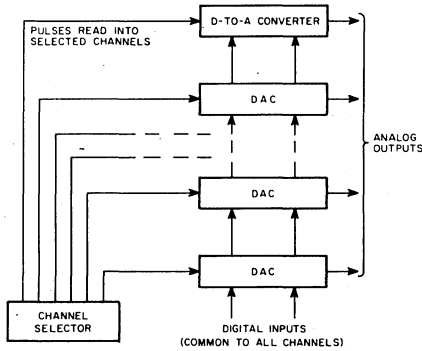 D-TO-A CONVERTER
PULSES READ INTO
SELECTED CHANNELS
DAC
ANALOG
OUTPUTS
DAC
DAC
CHANNEL
SELECTOR
DIGITAL INPUTS
(COMMON TO ALL CHANNELS)